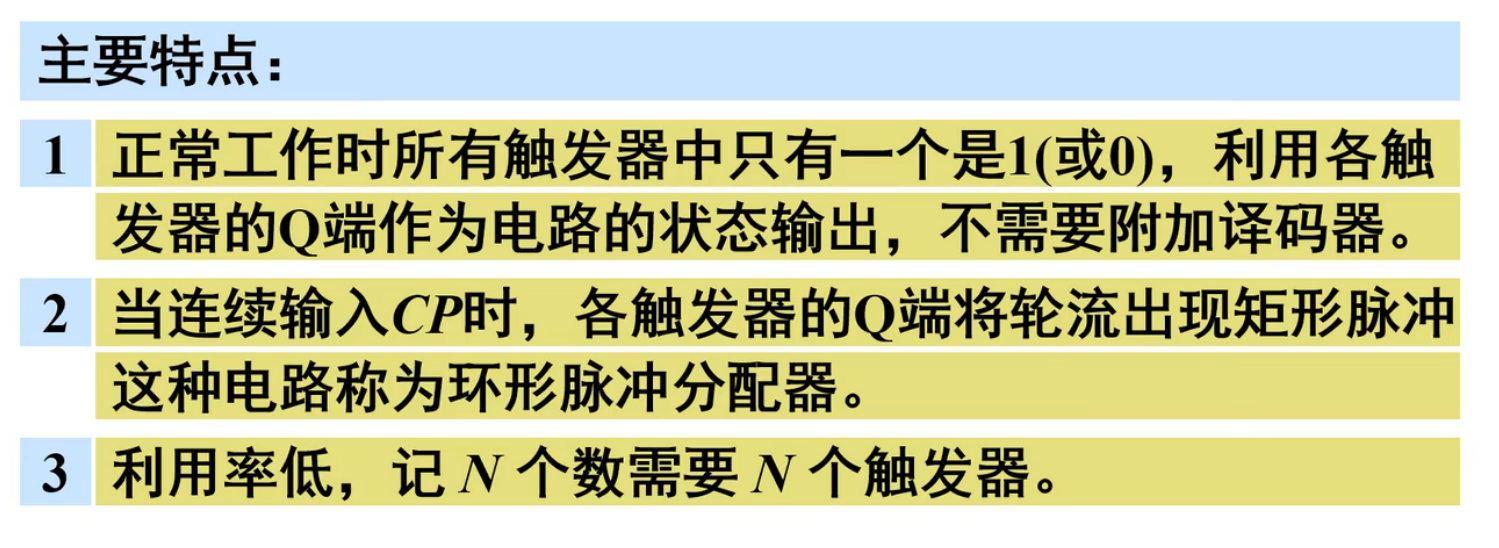 主要特点：
1 正常工作时所有触发器中只有一个是1(或0)，利用各触
发器的Q端作为电路的状态输出，不需要附加译码器。
2 当连续输入CP时，各触发器的Q端将轮流出现矩形脉冲
这种电路称为环形脉冲分配器。
3 利用率低，记 N 个数需要 N 个触发器。